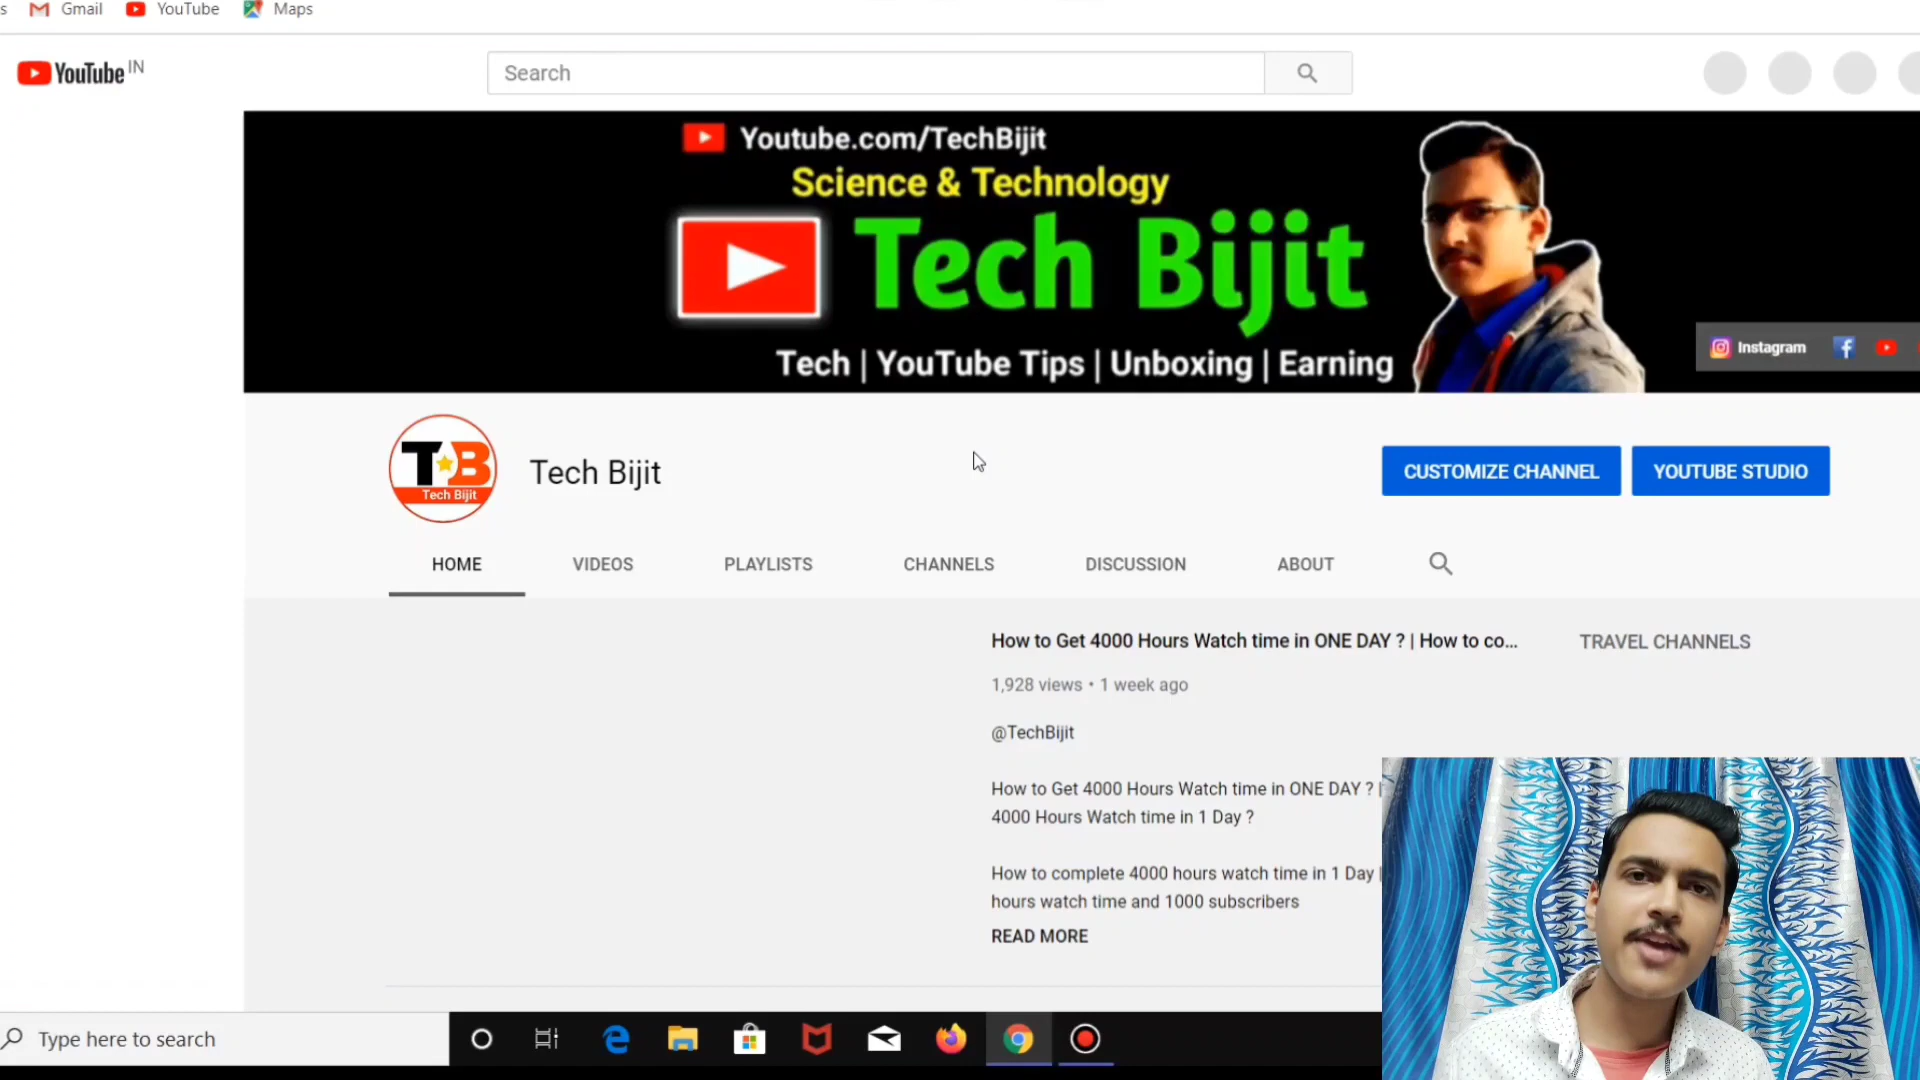 s Gmail YouTube Maps
YouTube IN
Search
Youtube.com/TechBijit
Science & Technology
Tech Bijit
Tech | YouTube Tips | Unboxing | Earning
Instagram
TB
Tech Bijit
Tech Bijit
CUSTOMIZE CHANNEL
YOUTUBE STUDIO
HOME VIDEOS PLAYLISTS CHANNELS DISCUSSION ABOUT
How to Get 4000 Hours Watch time in ONE DAY ? | How to co...
TRAVEL CHANNELS
1,928 views • 1 week ago
@TechBijit
How to Get 4000 Hours Watch time in ONE DAY ? |
4000 Hours Watch time in 1 Day ?
How to complete 4000 hours watch time in 1 Day |
hours watch time and 1000 subscribers
READ MORE
Type here to search